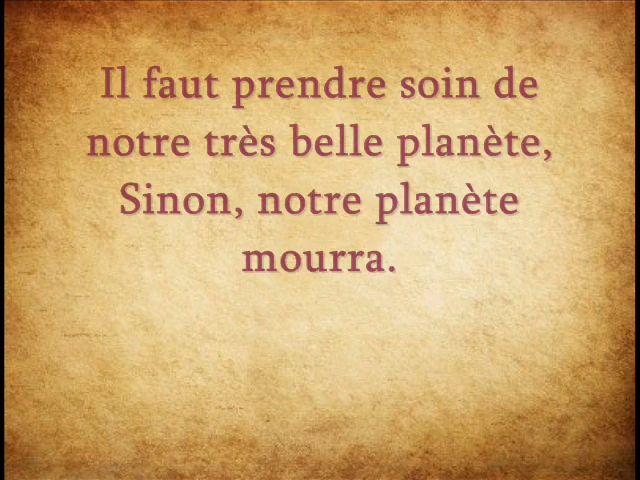 Il faut prendre soin de
notre très belle planète,
Sinon, notre planète
mourra.